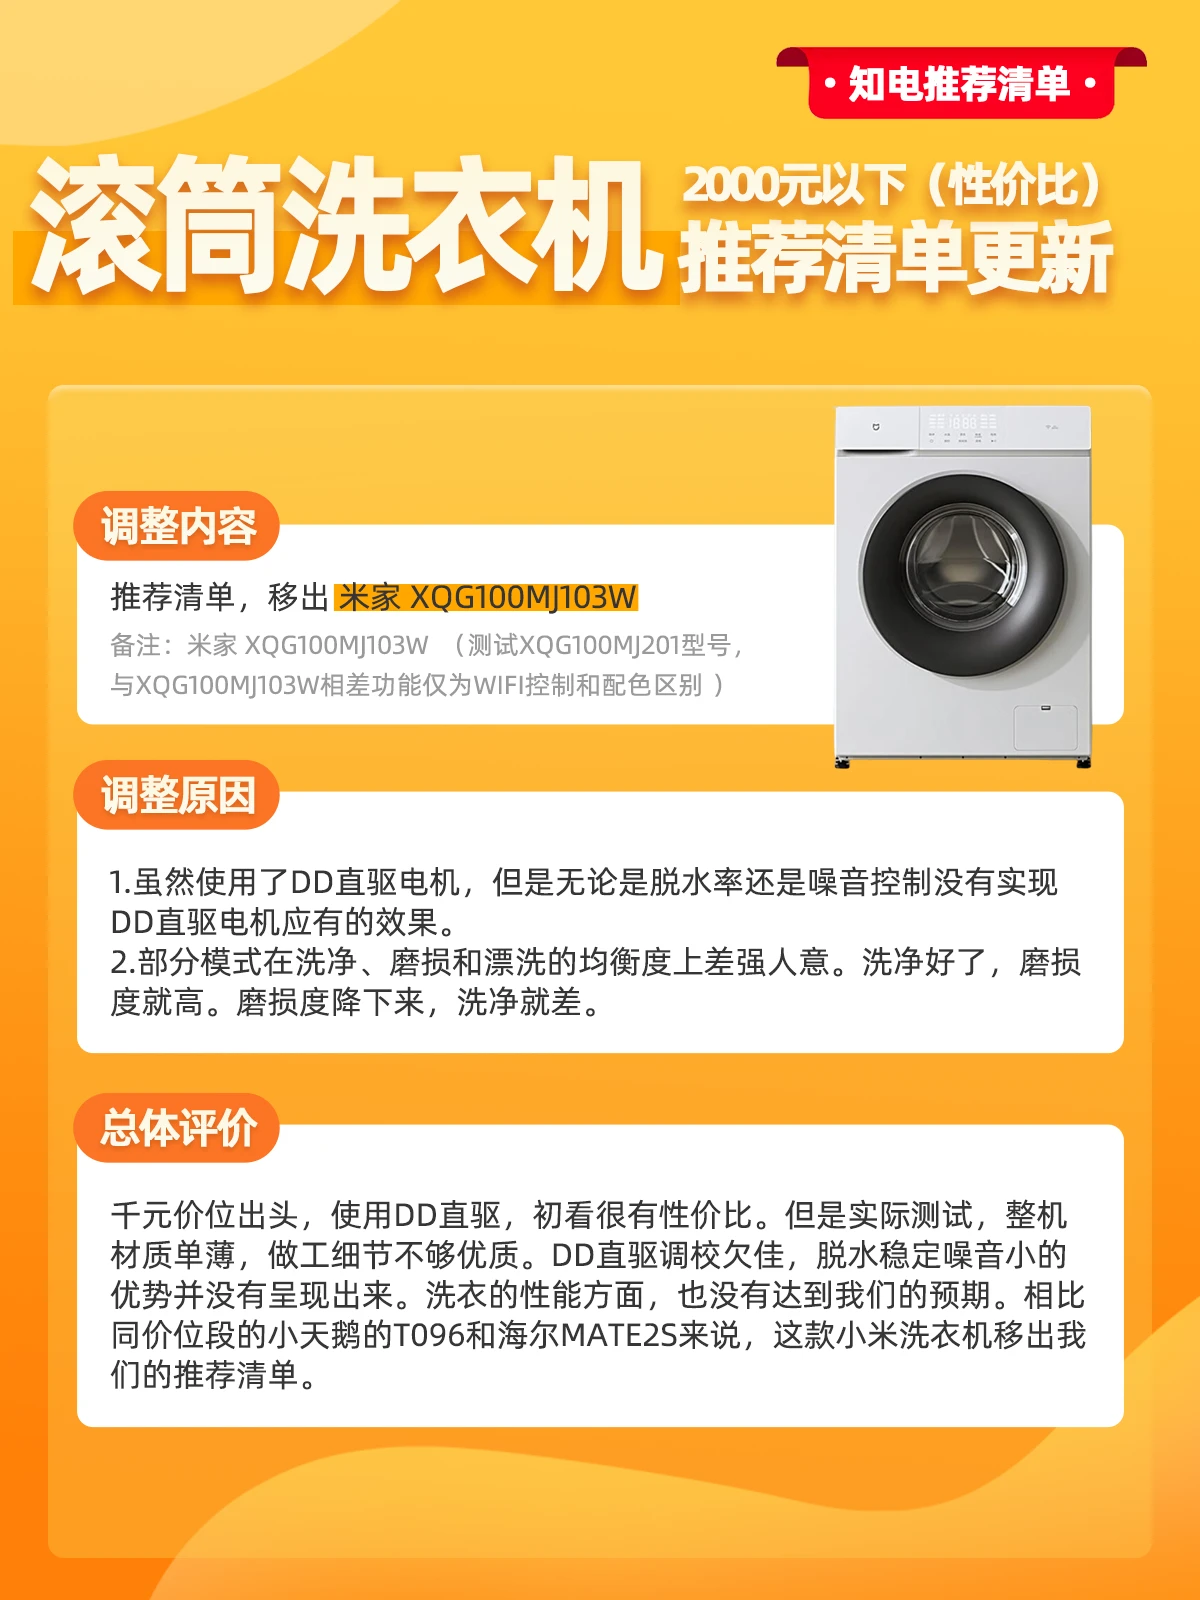 ·知电推荐清单·
滚筒洗衣机
2000元以下（性价比）
推荐清单更新
调整内容
推荐清单，移出 米家 XQG100MJ103W
备注：米家 XQG100MJ103W （测试XQG100MJ201型号，
与XQG100MJ103W相差功能仅为WIFI控制和配色区别 ）
调整原因
1.虽然使用了DD直驱电机，但是无论是脱水率还是噪音控制没有实现
DD直驱电机应有的效果。
2.部分模式在洗净、磨损和漂洗的均衡度上差强人意。洗净好了，磨损
度就高。磨损度降下来，洗净就差。
总体评价
千元价位出头，使用DD直驱，初看很有性价比。但是实际测试，整机
材质单薄，做工细节不够优质。DD直驱调校欠佳，脱水稳定噪音小的
优势并没有呈现出来。洗衣的性能方面，也没有达到我们的预期。相比
同价位段的小天鹅的T096和海尔MATE2S来说，这款小米洗衣机移出我
们的推荐清单。